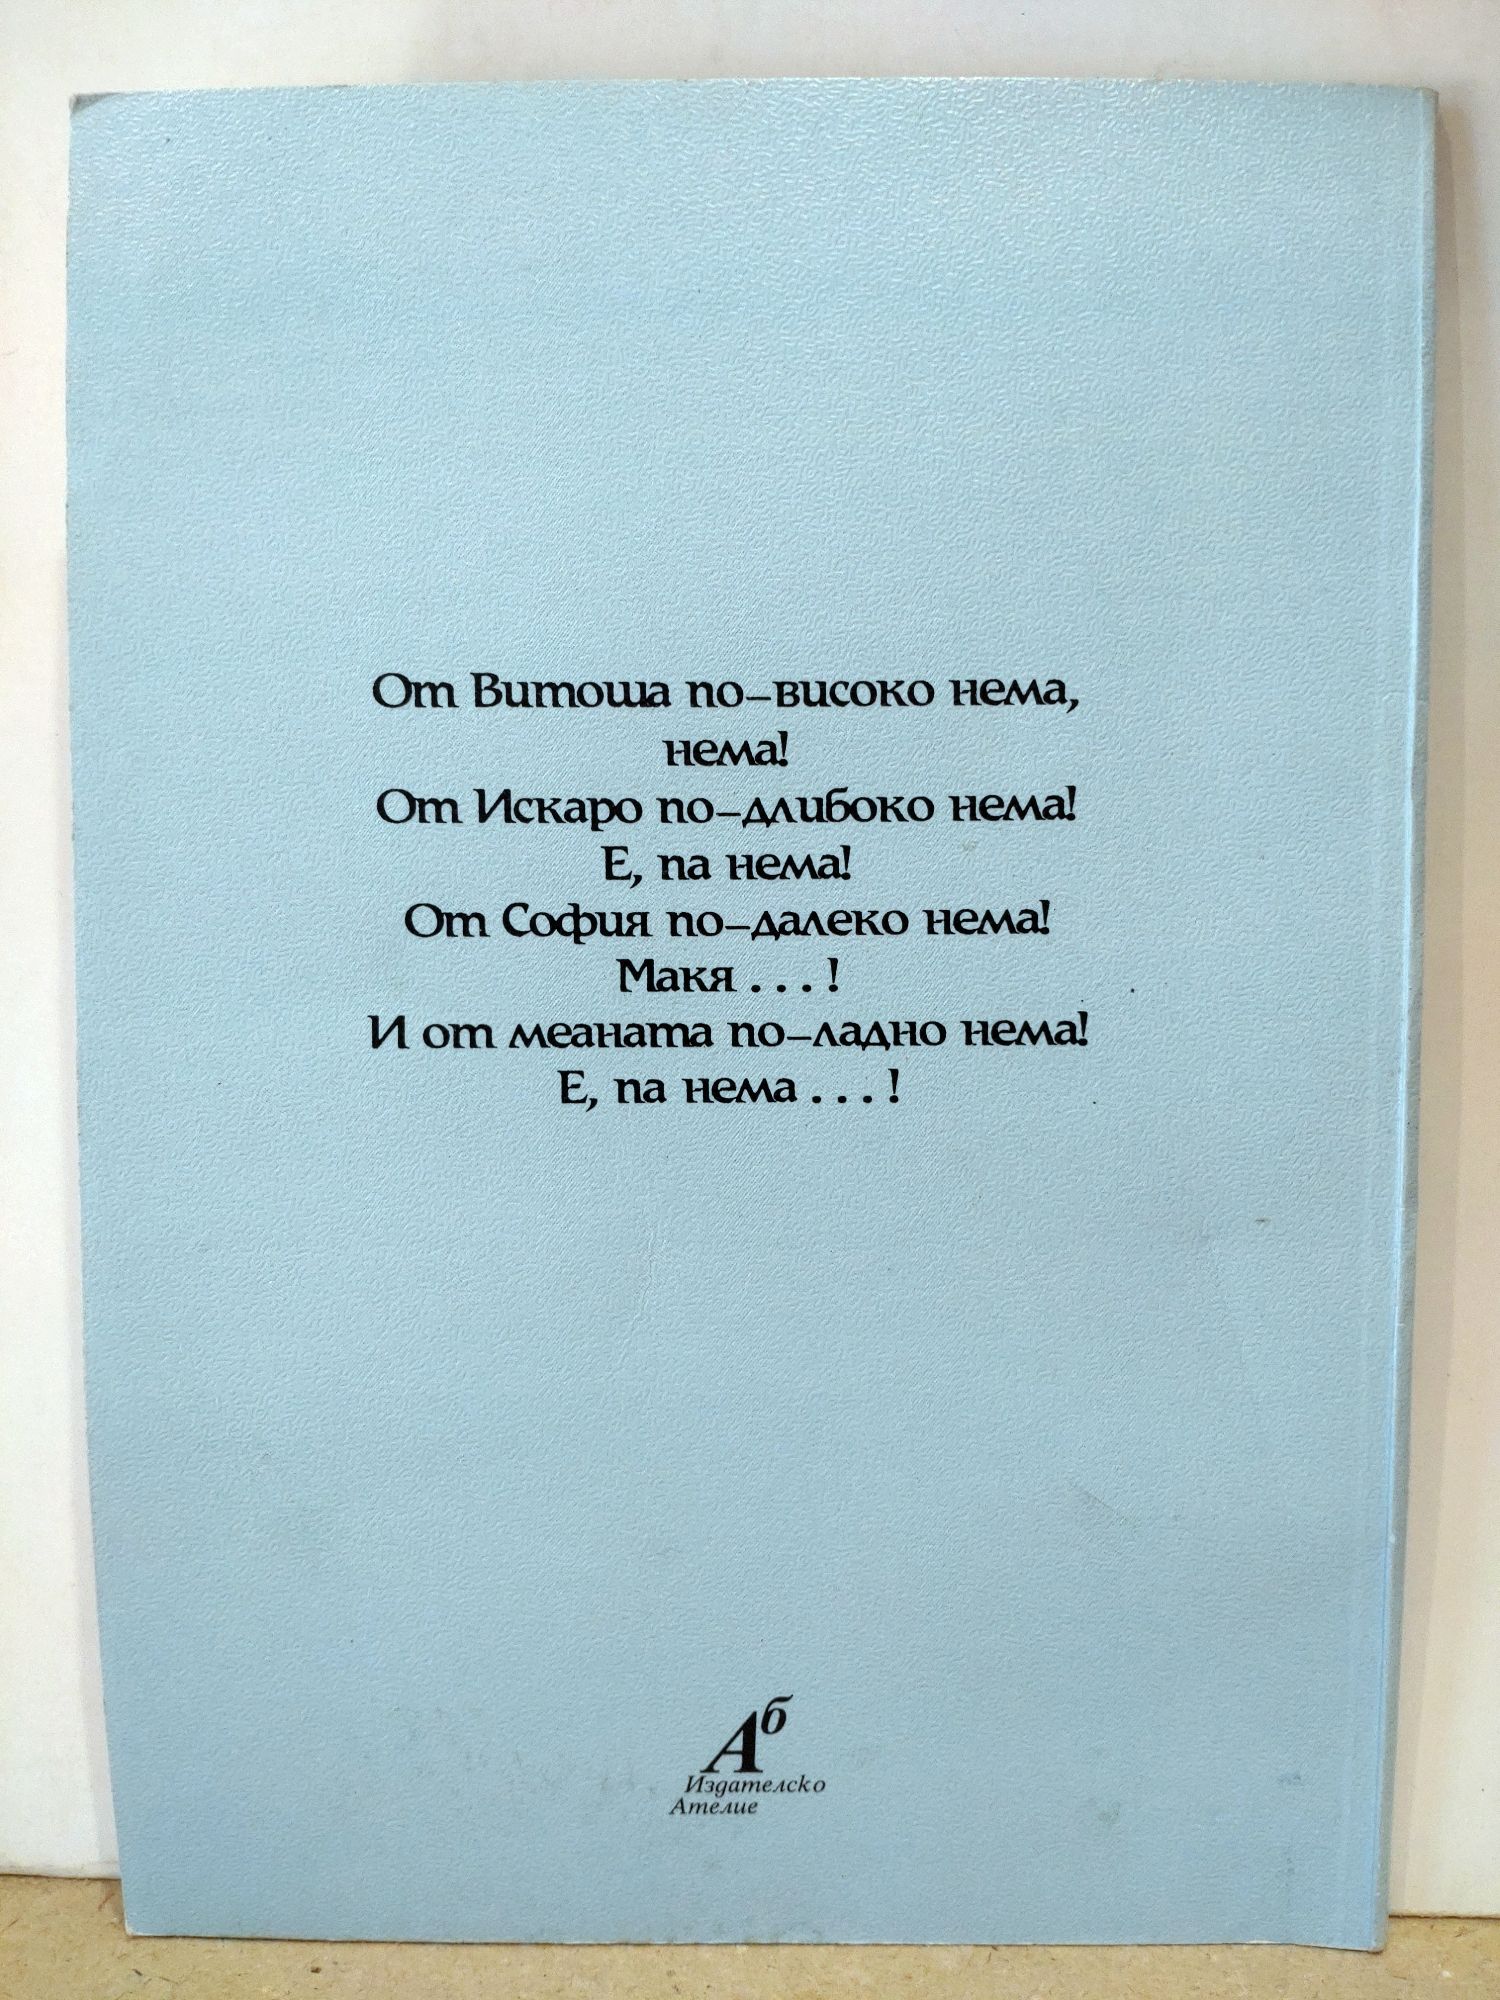 От Витоша по-високо нема,
нема!
От Искаро по-длибоко нема!
Е, па нема!
От София по-далеко нема!
Макя . . . !
И от меаната по-ладно нема!
Е, па нема . . . !
Аб
Издателско
Ателие